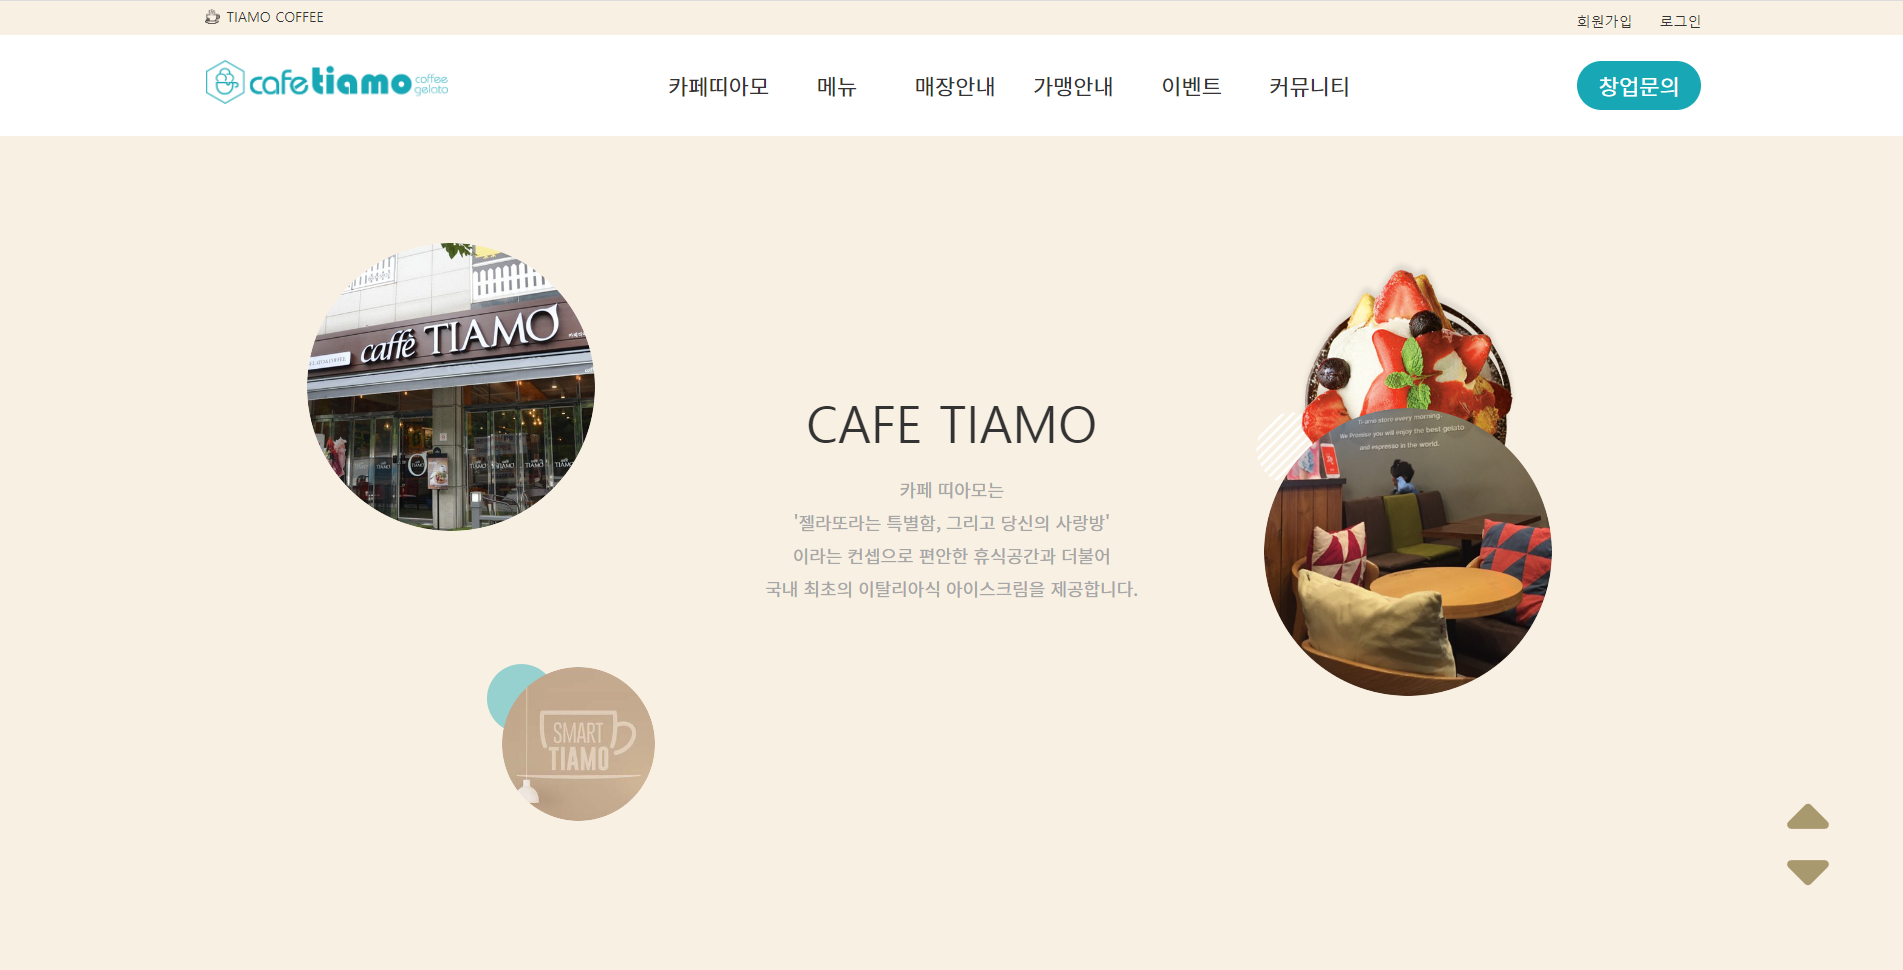 TIAMO COFFEE
회원가입 로그인
cafe tiamo coffee gelato
카페띠아모 메뉴 매장안내 가맹안내 이벤트 커뮤니티 창업문의
caffè TIAMO
Ti-amo store every morning.
We Promise you will enjoy the best gelato
and espresso in the world.
CAFE TIAMO
카페 띠아모는
'젤라또라는 특별함, 그리고 당신의 사랑방'
이라는 컨셉으로 편안한 휴식공간과 더불어
국내 최초의 이탈리아식 아이스크림을 제공합니다.
SMART
TIAMO